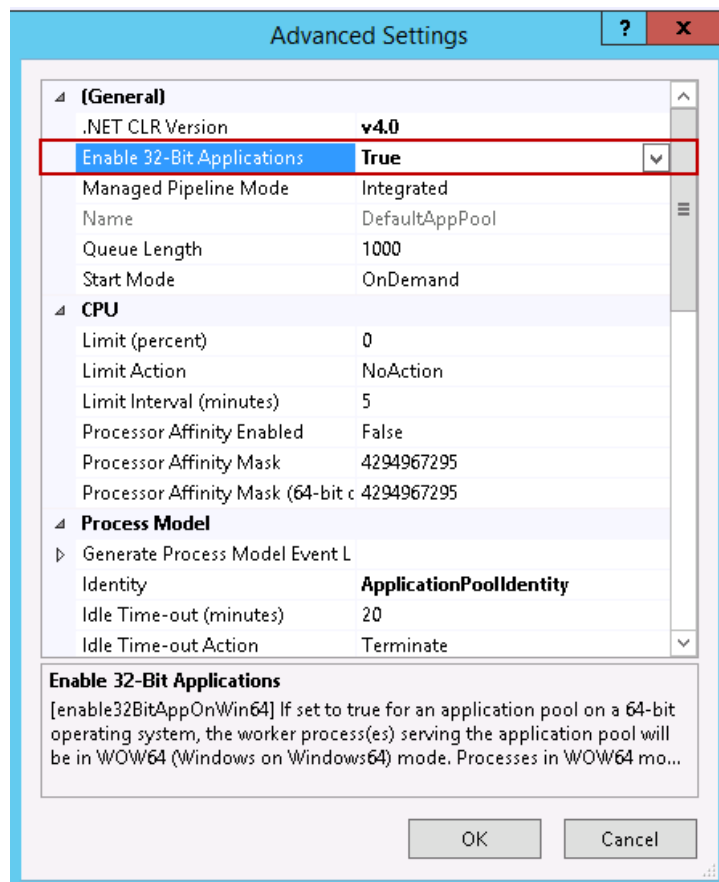 Advanced Settings
?
x
(General)
.NET CLR Version v4.0
Enable 32-Bit Applications True
Managed Pipeline Mode Integrated
Name DefaultAppPool
Queue Length 1000
Start Mode OnDemand
CPU
Limit (percent) 0
Limit Action NoAction
Limit Interval (minutes) 5
Processor Affinity Enabled False
Processor Affinity Mask 4294967295
Processor Affinity Mask (64-bit c 4294967295
Process Model
Generate Process Model Event L
Identity ApplicationPoolIdentity
Idle Time-out (minutes) 20
Idle Time-out Action Terminate
Enable 32-Bit Applications
[enable32BitAppOnWin64] If set to true for an application pool on a 64-bit
operating system, the worker process(es) serving the application pool will
be in WOW64 (Windows on Windows64) mode. Processes in WOW64 mo...
OK Cancel